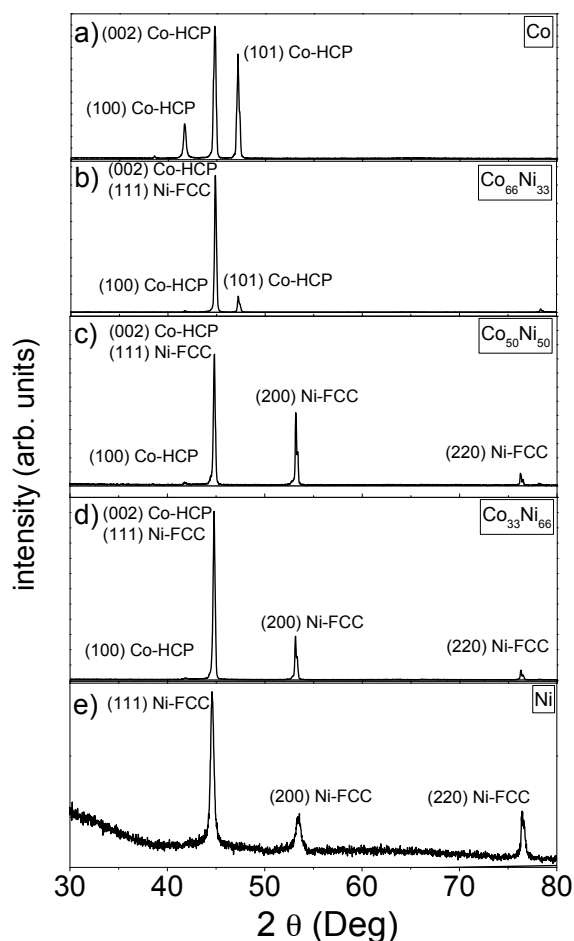 a)
Co
(002) Co-HCP
(101) Co-HCP
(100) Co-HCP
b)
(002) Co-HCP
(111) Ni-FCC
Co₆₆Ni₃₃
(100) Co-HCP
(101) Co-HCP
c)
(002) Co-HCP
(111) Ni-FCC
Co₅₀Ni₅₀
(200) Ni-FCC
(100) Co-HCP
(220) Ni-FCC
d)
(002) Co-HCP
(111) Ni-FCC
Co₃₃Ni₆₆
(200) Ni-FCC
(100) Co-HCP
(220) Ni-FCC
e)
(111) Ni-FCC
Ni
(200) Ni-FCC
(220) Ni-FCC
intensity (arb. units)
30 40 50 60 70 80
2 θ (Deg)